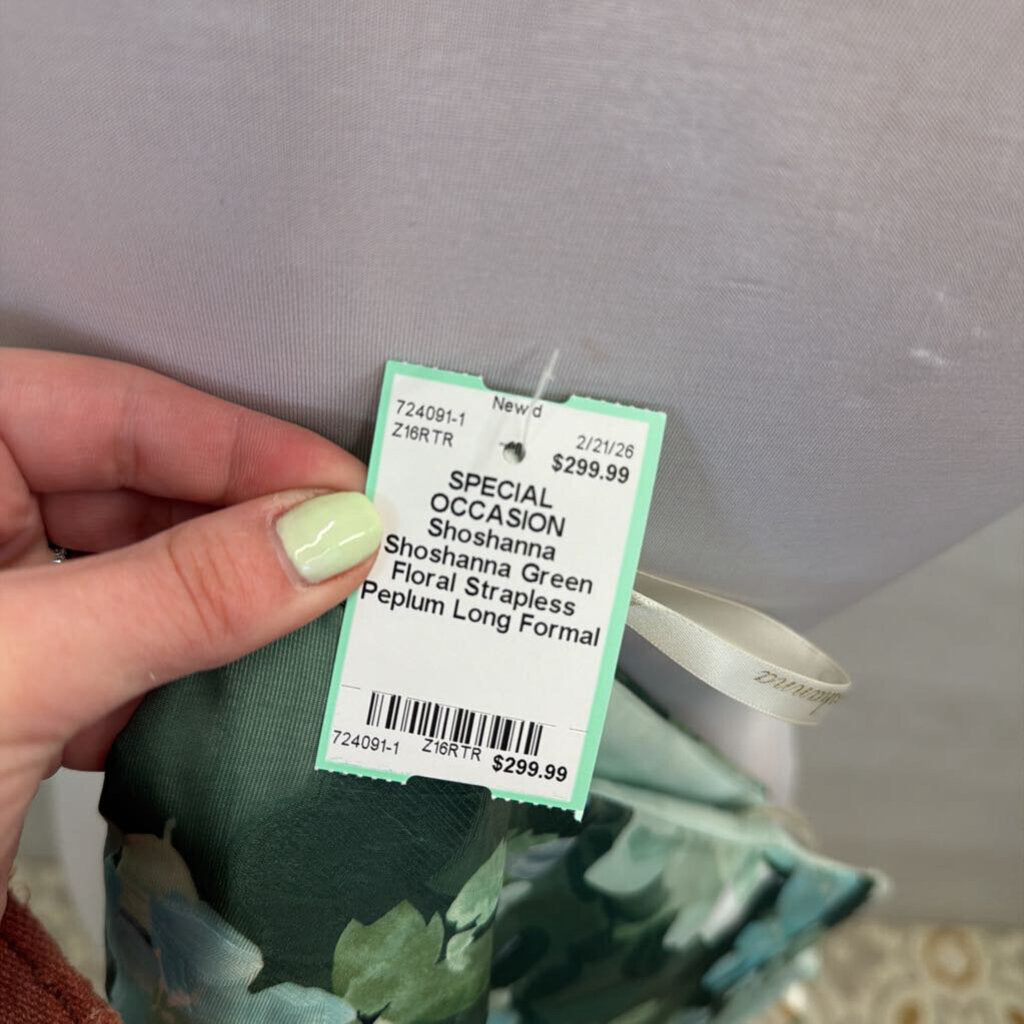 New d
724091-1
Z16RTR
2/21/26
$299.99
SPECIAL
OCCASION
Shoshanna
Shoshanna Green
Floral Strapless
Peplum Long Formal
724091-1 Z16RTR $299.99